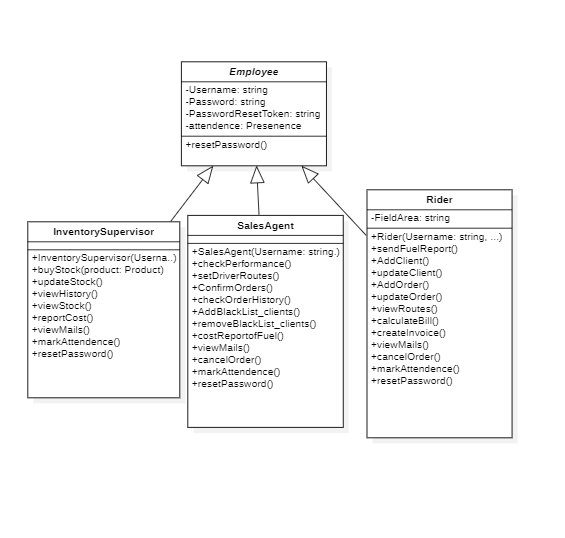 Employee
-Username: string
-Password: string
-PasswordResetToken: string
-attendence: Presenence
+resetPassword()
InventorySupervisor
+InventorySupervisor(Userna..)
+buyStock(product: Product)
+updateStock()
+viewHistory()
+viewStock()
+reportCost()
+viewMails()
+markAttendence()
+resetPassword()
SalesAgent
+SalesAgent(Username: string.)
+checkPerformance()
+setDriverRoutes()
+ConfirmOrders()
+checkOrderHistory()
+AddBlackList_clients()
+removeBlackList_clients()
+costReportofFuel()
+viewMails()
+cancelOrder()
+markAttendance()
+resetPassword()
Rider
-FieldArea: string
+Rider(Username: string, ...)
+sendFuelReport()
+AddClient()
+updateClient()
+AddOrder()
+updateOrder()
+viewRoutes()
+calculateBill()
+createInvoice()
+viewMails()
+cancelOrder()
+markAttendence()
+resetPassword()